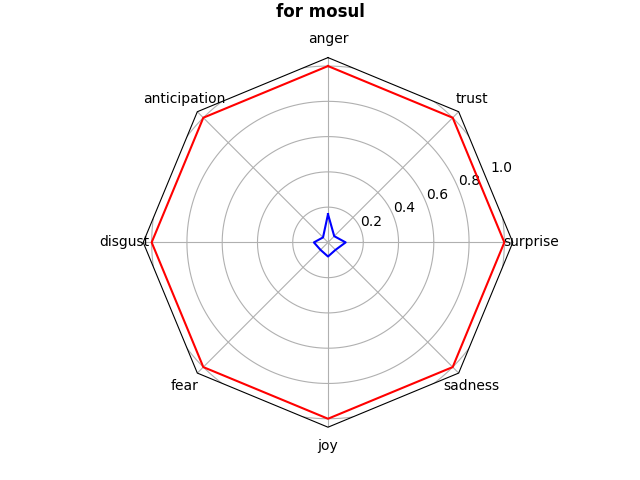 for mosul
anger
anticipation
trust
1.0
0.8
0.6
0.4
0.2
disgust
surprise
fear
sadness
joy